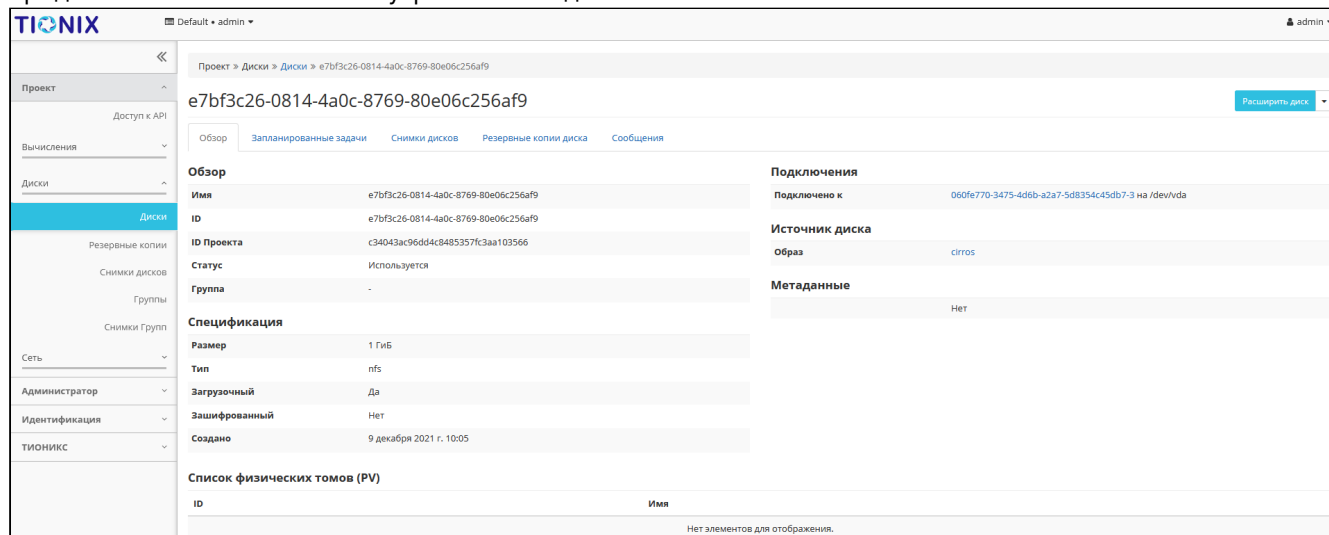 TIONIX
Default • admin
admin
Проект » Диски » Диски » e7bf3c26-0814-4a0c-8769-80e06c256af9
Проект
Доступ к API
Вычисления
Диски
Диски
Резервные копии
Снимки дисков
Группы
Снимки Групп
Сеть
Администратор
Идентификация
ТИОНИКС
e7bf3c26-0814-4a0c-8769-80e06c256af9
Расширить диск
Обзор Запланированные задачи Снимки дисков Резервные копии диска Сообщения
Обзор
Имя e7bf3c26-0814-4a0c-8769-80e06c256af9
ID e7bf3c26-0814-4a0c-8769-80e06c256af9
ID Проекта c34043ac96dd4c8485357fc3aa103566
Статус Используется
Группа -
Спецификация
Размер 1 ГиБ
Тип nfs
Загрузочный Да
Зашифрованный Нет
Создано 9 декабря 2021 г. 10:05
Подключения
Подключено к 060fe770-3475-4d6b-a2a7-5d8354c45db7-3 на /dev/vda
Источник диска
Образ cirros
Метаданные
Нет
Список физических томов (PV)
ID Имя
Нет элементов для отображения.